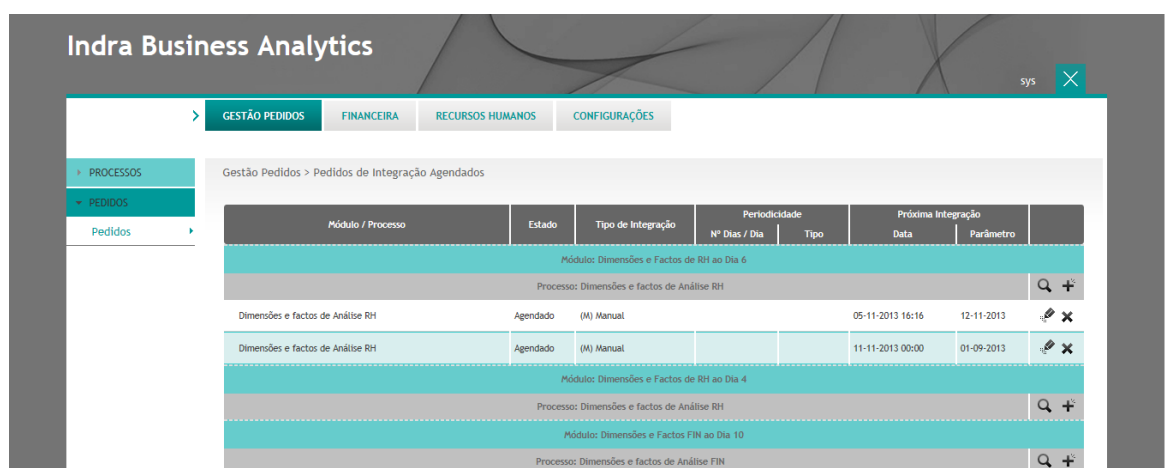 Indra Business Analytics
sys
GESTÃO PEDIDOS FINANCEIRA RECURSOS HUMANOS CONFIGURAÇÕES
PROCESSOS
PEDIDOS
Pedidos
Gestão Pedidos > Pedidos de Integração Agendados
Módulo / Processo Estado Tipo de Integração Periodicidade Próxima Integração
Nº Dias / Dia Tipo Data Parâmetro
Módulo: Dimensões e Factos de RH ao Dia 6
Processo: Dimensões e factos de Análise RH
Dimensões e factos de Análise RH Agendado (M) Manual 05-11-2013 16:16 12-11-2013
Dimensões e factos de Análise RH Agendado (M) Manual 11-11-2013 00:00 01-09-2013
Módulo: Dimensões e Factos de RH ao Dia 4
Processo: Dimensões e factos de Análise RH
Módulo: Dimensões e Factos FIN ao Dia 10
Processo: Dimensões e factos de Análise FIN